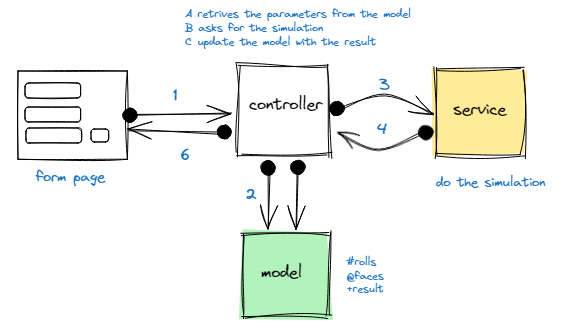 A retrives the parameters from the model
B asks for the simulation
C update the model with the result
1
controller
3
service
4
6
form page
do the simulation
2
model
#rolls
@faces
+result